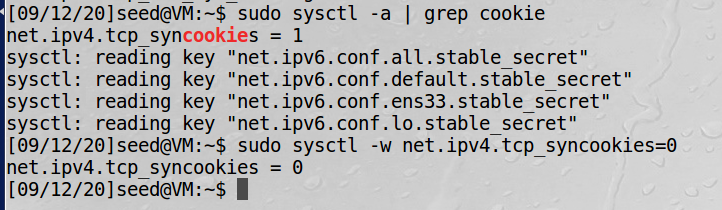 [09/12/20]seed@VM:~$ sudo sysctl -a | grep cookie
net.ipv4.tcp_syncookies = 1
sysctl: reading key "net.ipv6.conf.all.stable_secret"
sysctl: reading key "net.ipv6.conf.default.stable_secret"
sysctl: reading key "net.ipv6.conf.ens33.stable_secret"
sysctl: reading key "net.ipv6.conf.lo.stable_secret"
[09/12/20]seed@VM:~$ sudo sysctl -w net.ipv4.tcp_syncookies=0
net.ipv4.tcp_syncookies = 0
[09/12/20]seed@VM:~$